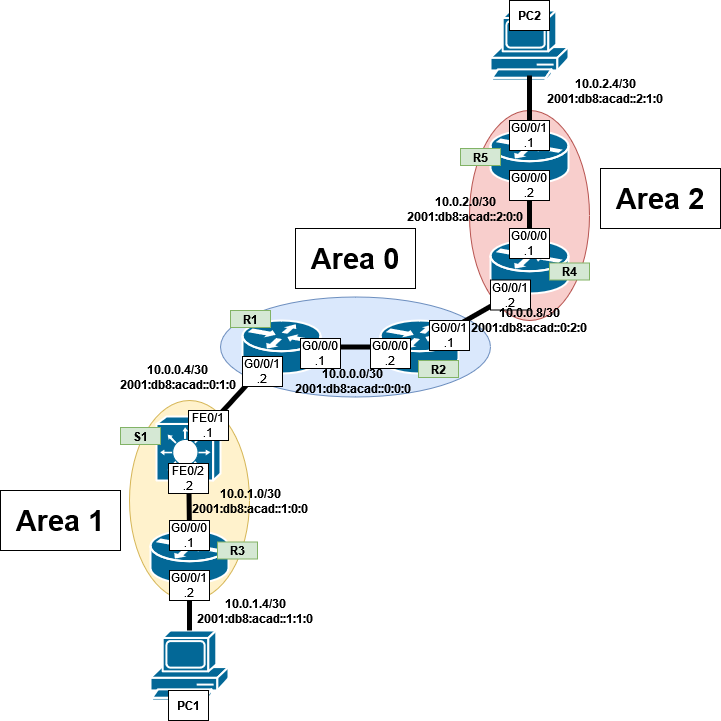 PC2
10.0.2.4/30
2001:db8:acad::2:1:0
G0/0/1
.1
R5
G0/0/0
.2
Area 2
10.0.2.0/30
2001:db8:acad::2:0:0
G0/0/0
.1
R4
Area 0
G0/0/1
.2
10.0.0.8/30
2001:db8:acad::0:2:0
R1
G0/0/1
.1
G0/0/0
.1
G0/0/0
.2
R2
G0/0/1
.2
10.0.0.0/30
2001:db8:acad::0:0:0
10.0.0.4/30
2001:db8:acad::0:1:0
FE0/1
.1
S1
FE0/2
.2
10.0.1.0/30
2001:db8:acad::1:0:0
Area 1
G0/0/0
.1
R3
G0/0/1
.2
10.0.1.4/30
2001:db8:acad::1:1:0
PC1